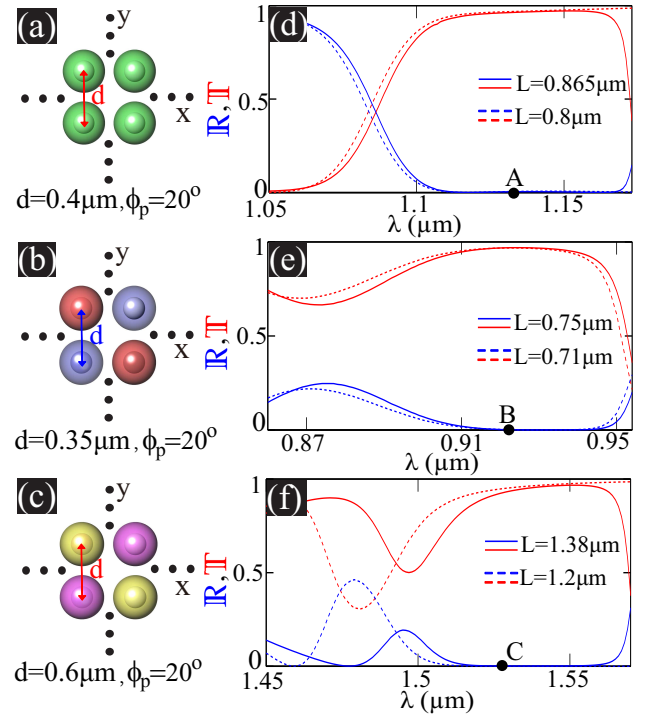 (a)
y
d
x
d=0.4μm,ϕp=20°
(d)
ℝ, 𝕋
1
0.5
0
L=0.865μm
L=0.8μm
A
1.05
1.1
1.15
λ (μm)
(b)
y
d
x
d=0.35μm,ϕp=20°
(e)
ℝ, 𝕋
1
0.5
0
L=0.75μm
L=0.71μm
B
0.87
0.91
0.95
λ (μm)
(c)
y
d
x
d=0.6μm,ϕp=20°
(f)
ℝ, 𝕋
1
0.5
0
L=1.38μm
L=1.2μm
C
1.45
1.5
1.55
λ (μm)